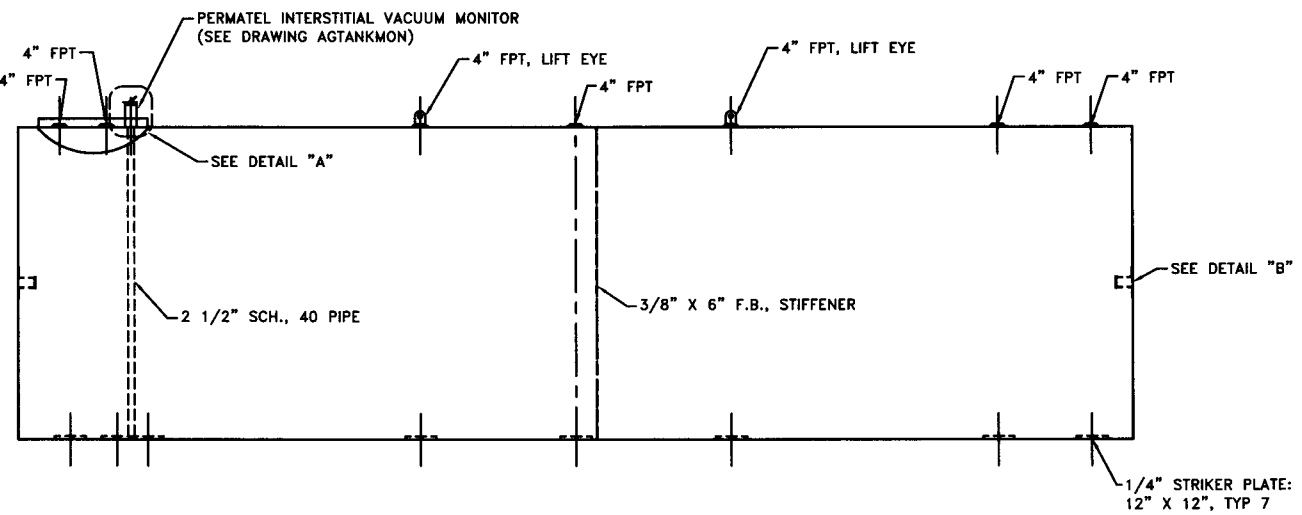 PERMATEL INTERSTITIAL VACUUM MONITOR
(SEE DRAWING AGTANKMON)
4" FPT
4" FPT
4" FPT, LIFT EYE
4" FPT
4" FPT, LIFT EYE
4" FPT
4" FPT
SEE DETAIL "A"
SEE DETAIL "B"
2 1/2" SCH., 40 PIPE
3/8" X 6" F.B., STIFFENER
1/4" STRIKER PLATE:
12" X 12", TYP 7